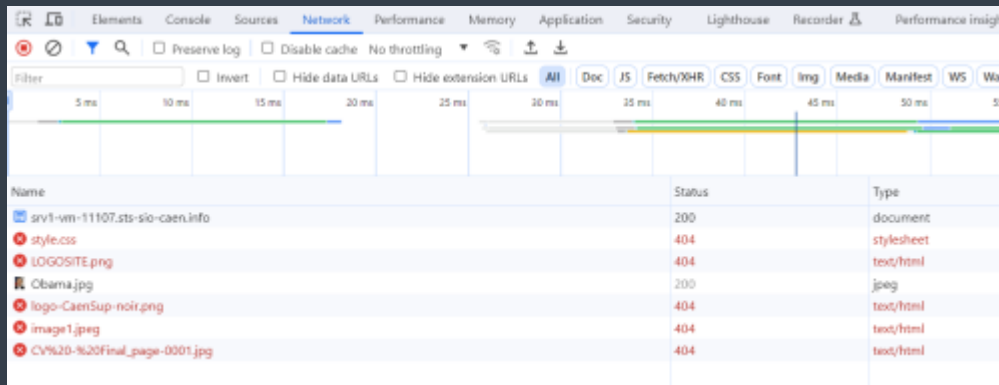 Elements Console Sources Network Performance Memory Application Security Lighthouse Recorder Performance insigh
Preserve log Disable cache No throttling
Filter Invert Hide data URLs Hide extension URLs All Doc JS Fetch/XHR CSS Font Img Media Manifest WS Wa
5 ms 10 ms 15 ms 20 ms 25 ms 30 ms 35 ms 40 ms 45 ms 50 ms 5
Name Status Type
srv1-vm-11107.sts-sio-caen.info 200 document
style.css 404 stylesheet
LOGOSITE.png 404 text/html
Obama.jpg 200 jpeg
logo-CaenSup-noir.png 404 text/html
image1.jpeg 404 text/html
CV%20-%20Final_page-0001.jpg 404 text/html